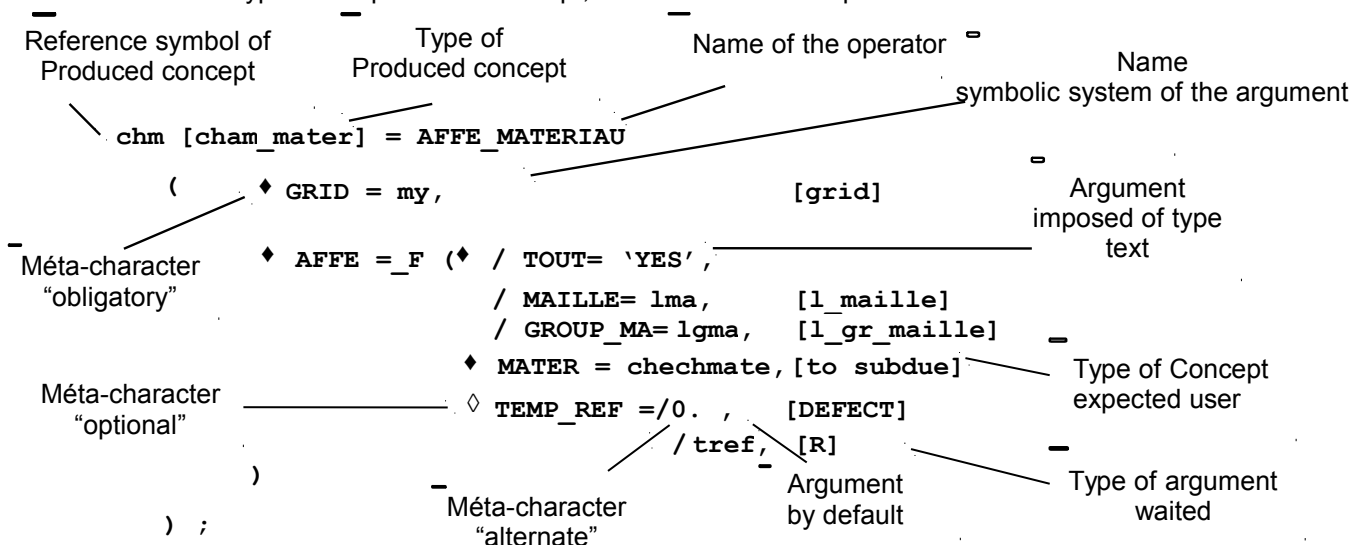 Reference symbol of
Produced concept
Type of
Produced concept
Name of the operator
Name
symbolic system of the argument
chm [cham_mater] = AFFE_MATERIAU
( ♦ GRID = my, [grid]
Argument
imposed of type
text
Méta-character
“obligatory”
♦ AFFE =_F (♦ / TOUT= ‘YES’,
/ MAILLE= lma, [l_maille]
/ GROUP_MA= lgma, [l_gr_maille]
♦ MATER = chechmate, [to subdue]
Type of Concept
expected user
Méta-character
“optional”
◊ TEMP_REF =/0. , [DEFECT]
/ tref, [R]
)
Méta-character
“alternate”
Argument
by default
Type of argument
waited
) ;